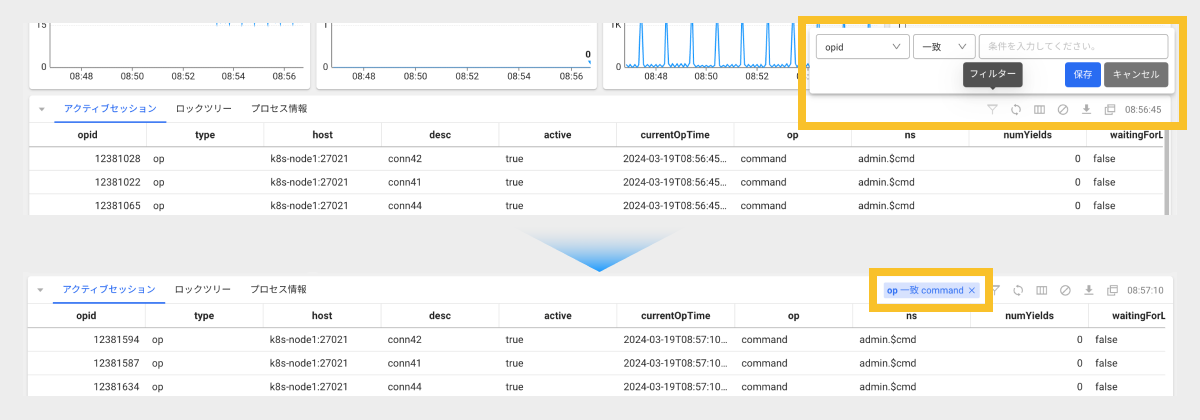 15
0
08:48 08:50 08:52 08:54 08:56
1
0
0
08:48 08:50 08:52 08:54 08:56
1K
0
08:48 08:50 08:52
opid 一致 条件を入力してください。
フィルター 保存 キャンセル
アクティブセッション ロックツリー プロセス情報 08:56:45
opid type host desc active currentOpTime op ns numYields waitingForL
12381028 op k8s-node1:27021 conn42 true 2024-03-19T08:56:45... command admin.$cmd 0 false
12381022 op k8s-node1:27021 conn41 true 2024-03-19T08:56:45... command admin.$cmd 0 false
12381065 op k8s-node1:27021 conn44 true 2024-03-19T08:56:45... command admin.$cmd 0 false
アクティブセッション ロックツリー プロセス情報 op 一致 command × 08:57:10
opid type host desc active currentOpTime op ns numYields waitingForL
12381594 op k8s-node1:27021 conn42 true 2024-03-19T08:57:10... command admin.$cmd 0 false
12381587 op k8s-node1:27021 conn41 true 2024-03-19T08:57:10... command admin.$cmd 0 false
12381634 op k8s-node1:27021 conn44 true 2024-03-19T08:57:10... command admin.$cmd 0 false